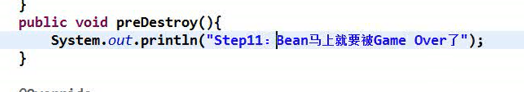 }
public void preDestroy(){
System.out.println("Step11：Bean马上就要被Game Over了");
}
@Override